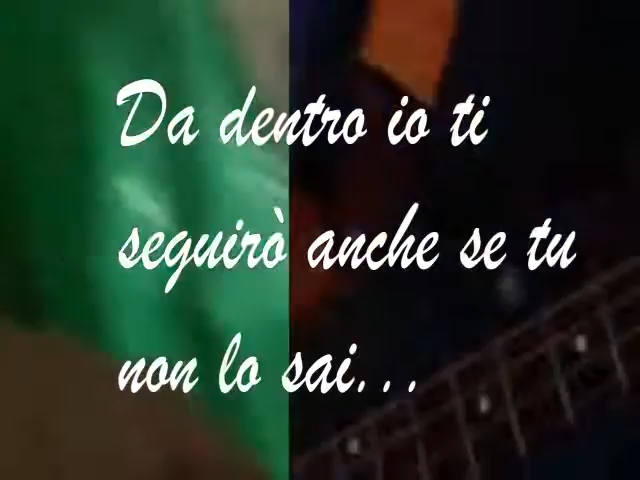 Da dentro io ti
seguirò anche se tu
non lo sai...